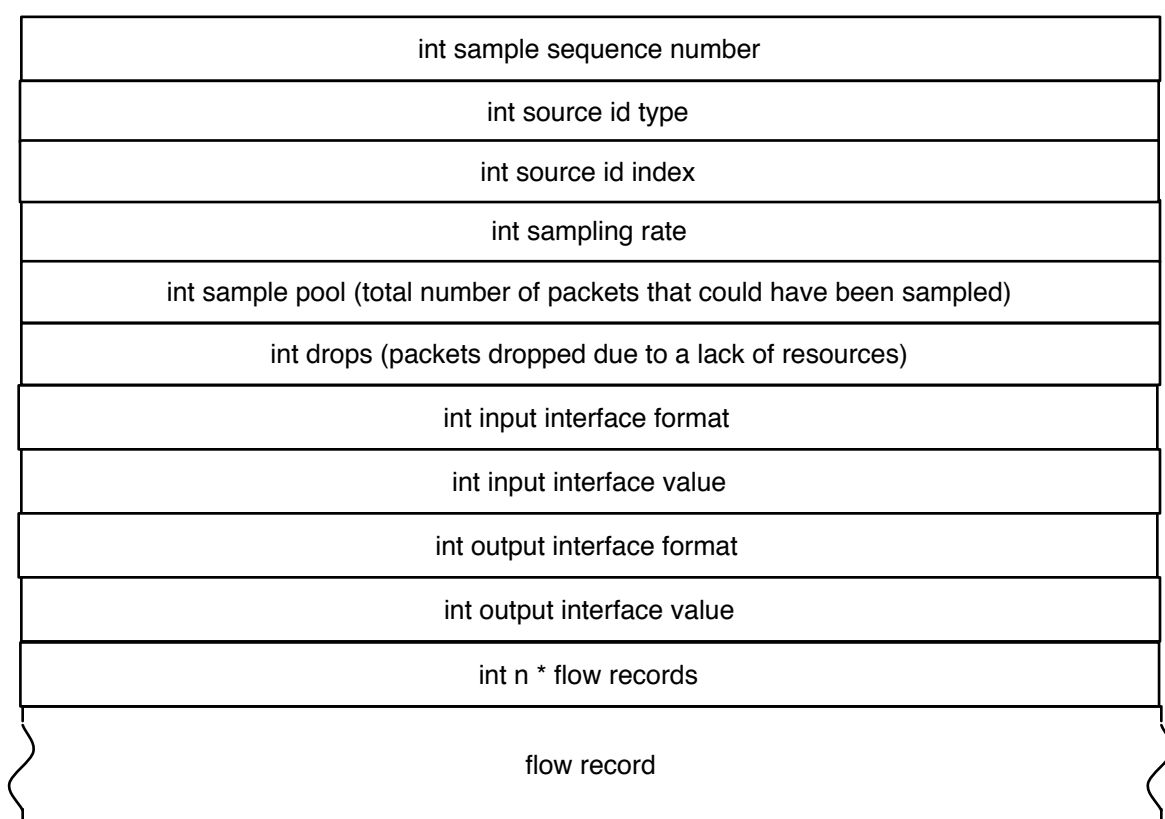 int sample sequence number
int source id type
int source id index
int sampling rate
int sample pool (total number of packets that could have been sampled)
int drops (packets dropped due to a lack of resources)
int input interface format
int input interface value
int output interface format
int output interface value
int n * flow records
flow record